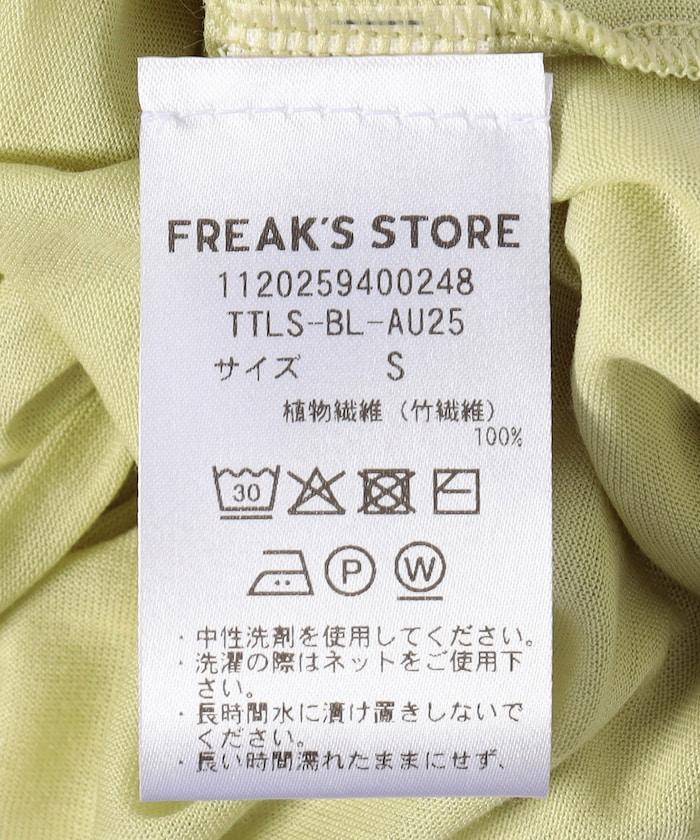 FREAK'S STORE
1120259400248
TTLS-BL-AU25
サイズ S
植物繊維（竹繊維）
100%
30
P W
・中性洗剤を使用してください。
・洗濯の際はネットをご使用下
さい。
・長時間水に漬け置きしないで
ください。
・長い時間濡れたままにせず、